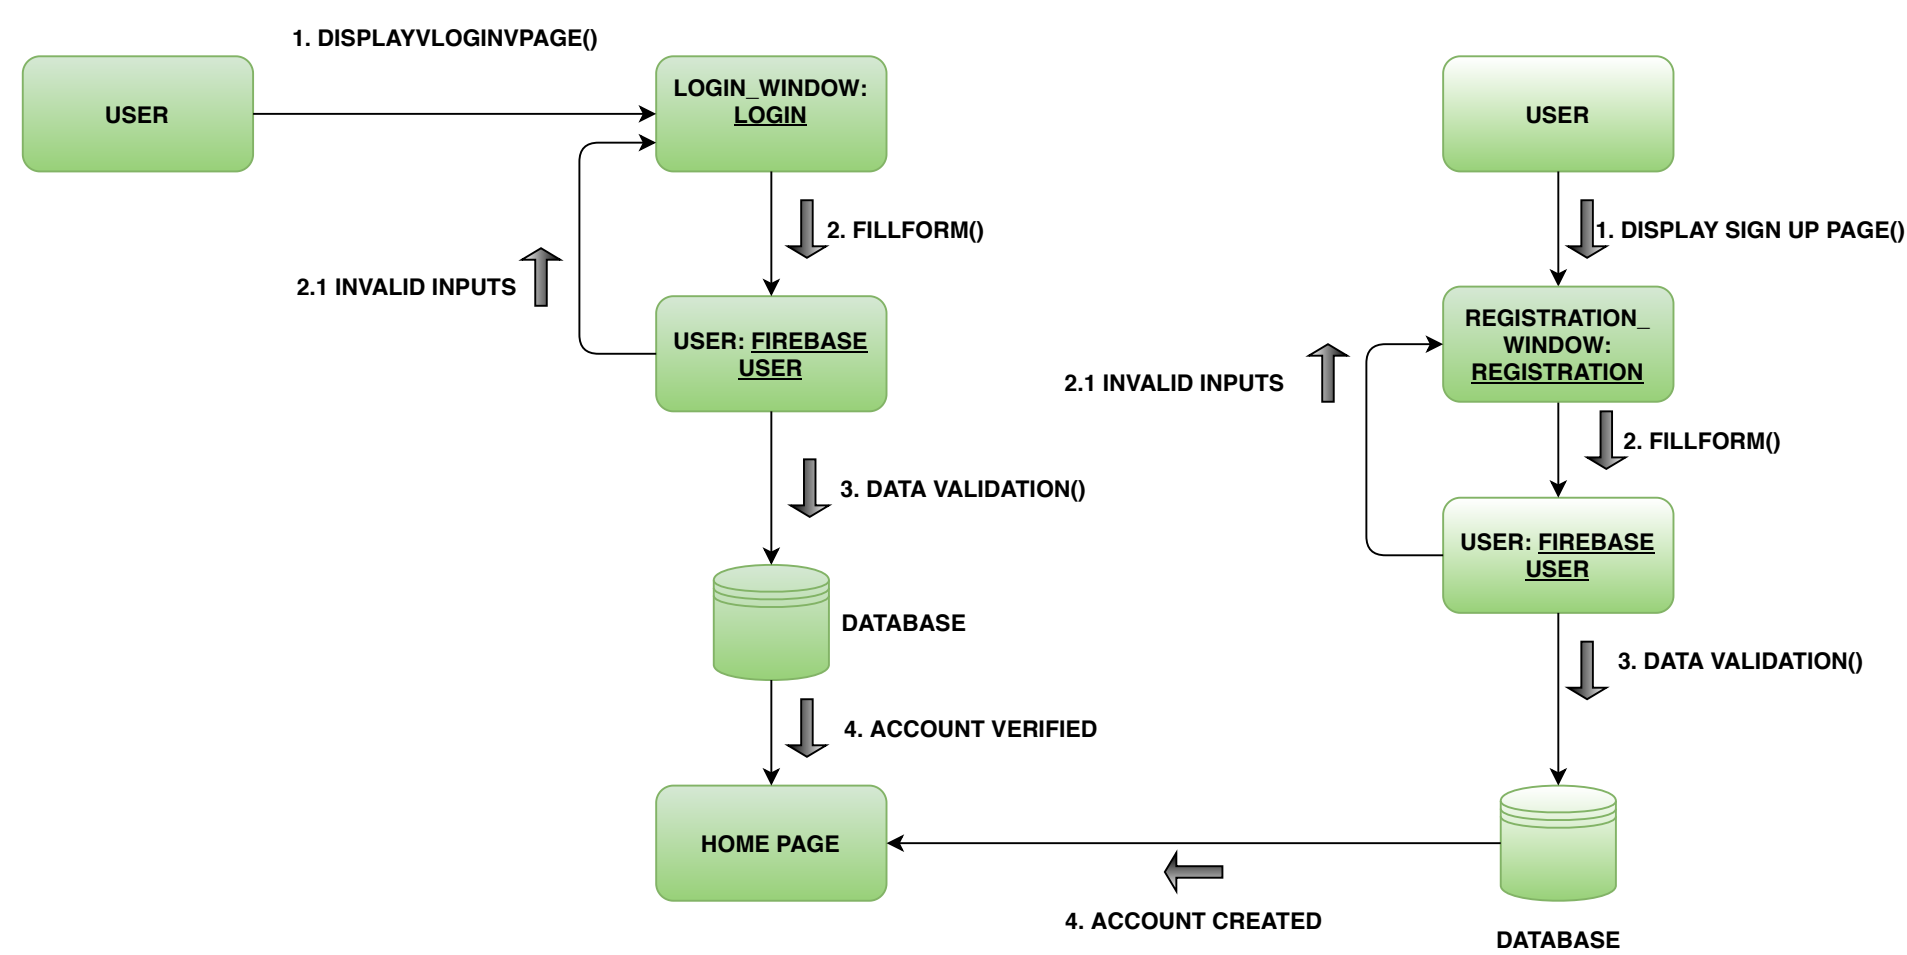 1. DISPLAYVLOGINVPAGE()
USER
LOGIN_WINDOW:
LOGIN
2. FILLFORM()
2.1 INVALID INPUTS
USER: FIREBASE
USER
3. DATA VALIDATION()
DATABASE
4. ACCOUNT VERIFIED
HOME PAGE
USER
1. DISPLAY SIGN UP PAGE()
REGISTRATION_
WINDOW:
REGISTRATION
2.1 INVALID INPUTS
2. FILLFORM()
USER: FIREBASE
USER
3. DATA VALIDATION()
4. ACCOUNT CREATED
DATABASE